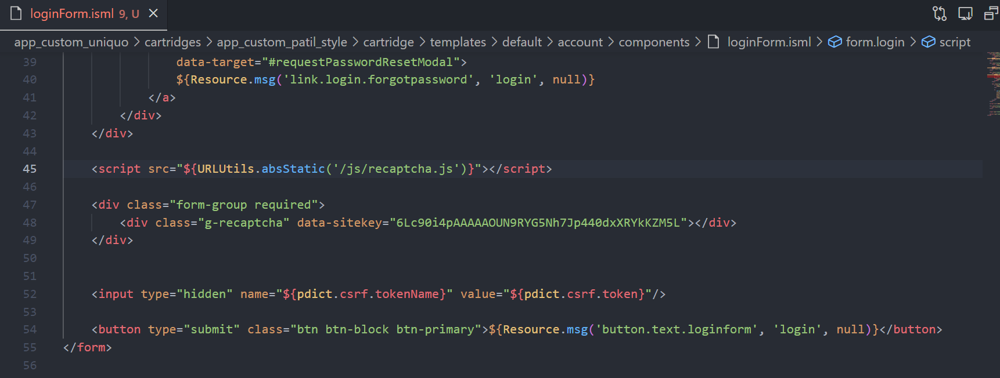 loginForm.isml 9, U
app_custom_uniquo > cartridges > app_custom_patil_style > cartridge > templates > default > account > components > loginForm.isml > form.login > script
39 data-target="#requestPasswordResetModal">
40 ${Resource.msg('link.login.forgotpassword', 'login', null)}
41 </a>
42 </div>
43 </div>
44
45 <script src="${URLUtils.absStatic('/js/recaptcha.js')}"></script>
46
47 <div class="form-group required">
48 <div class="g-recaptcha" data-sitekey="6Lc90i4pAAAAAOUN9RYG5Nh7Jp440dxXRYkKZM5L"></div>
49 </div>
50
51
52 <input type="hidden" name="${pdict.csrf.tokenName}" value="${pdict.csrf.token}"/>
53
54 <button type="submit" class="btn btn-block btn-primary">${Resource.msg('button.text.loginform', 'login', null)}</button>
55 </form>
56